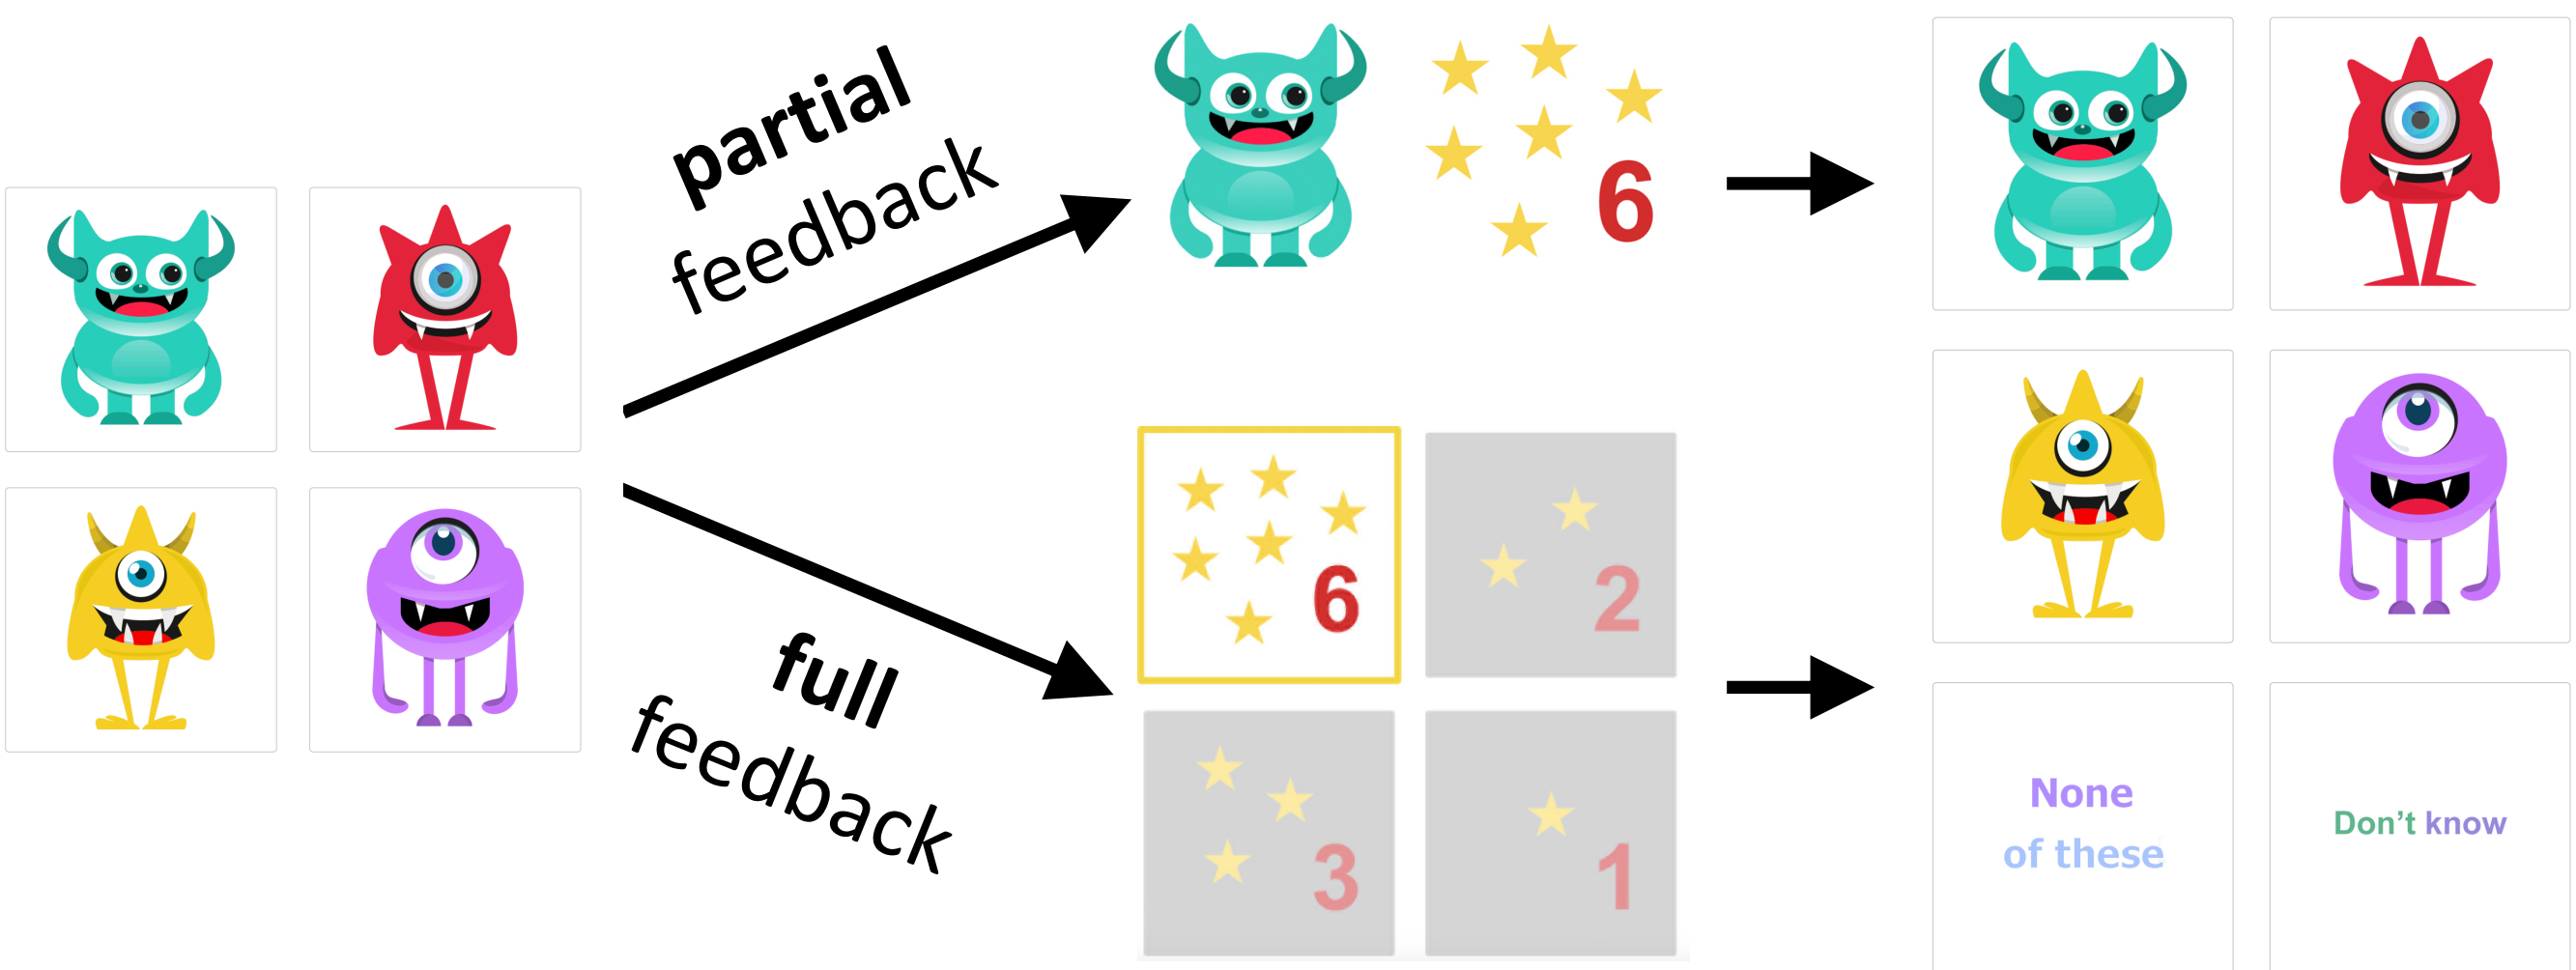 partial
feedback
6
6
2
full
feedback
3
1
None
of these
Don't know